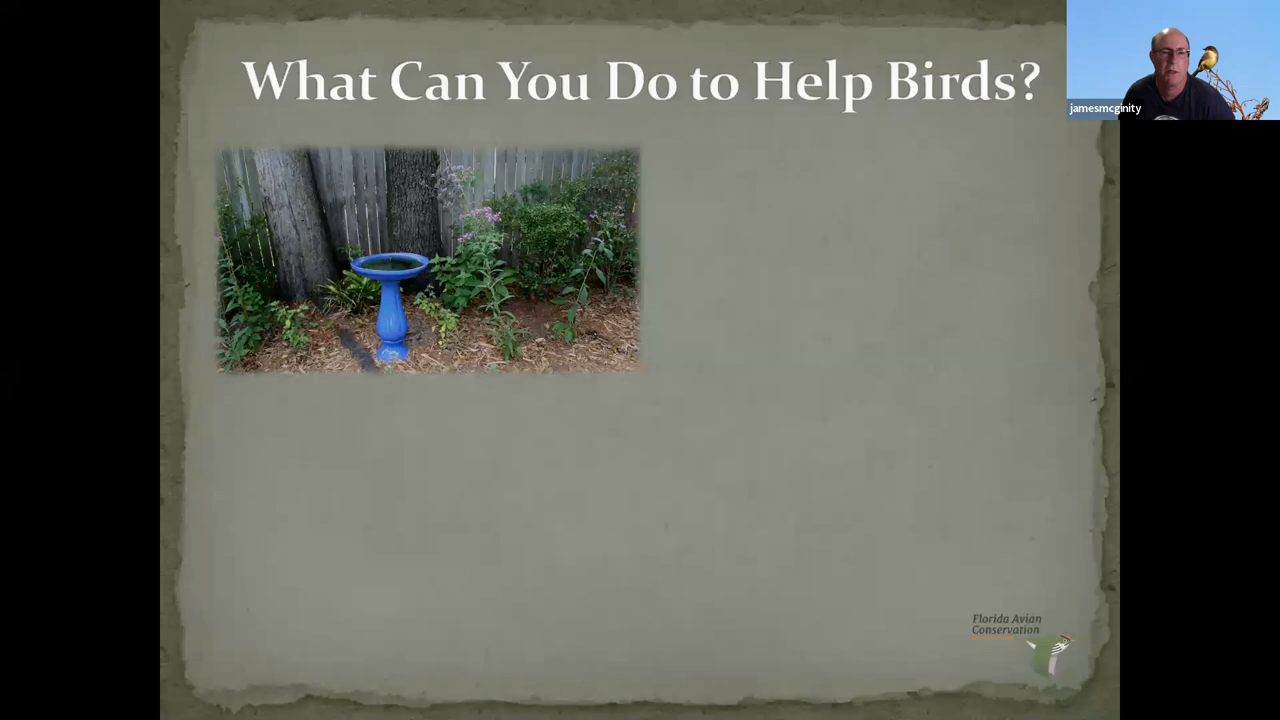 What Can You Do to Help Birds?
jamesmcginity
Florida Avian
Conservation